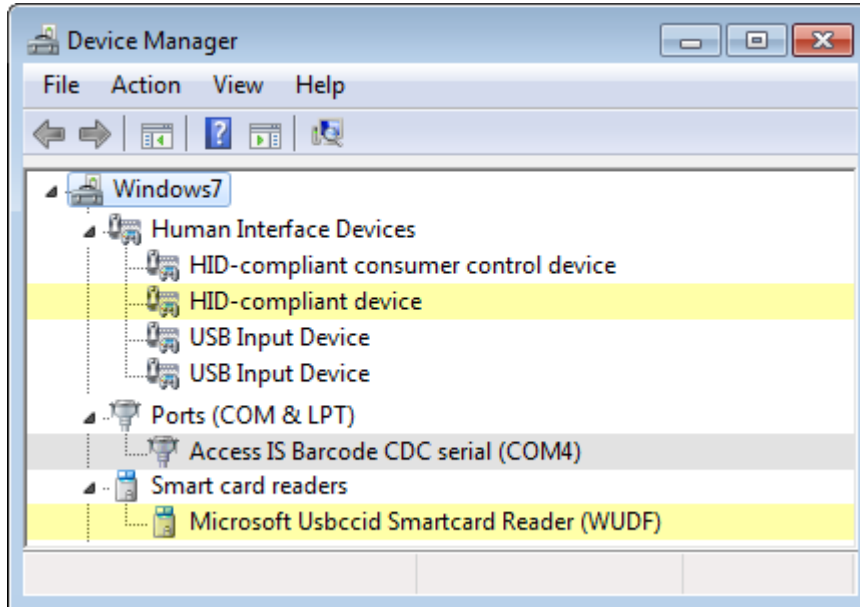 Device Manager
File Action View Help
Windows7
Human Interface Devices
HID-compliant consumer control device
HID-compliant device
USB Input Device
USB Input Device
Ports (COM & LPT)
Access IS Barcode CDC serial (COM4)
Smart card readers
Microsoft Usbccid Smartcard Reader (WUDF)